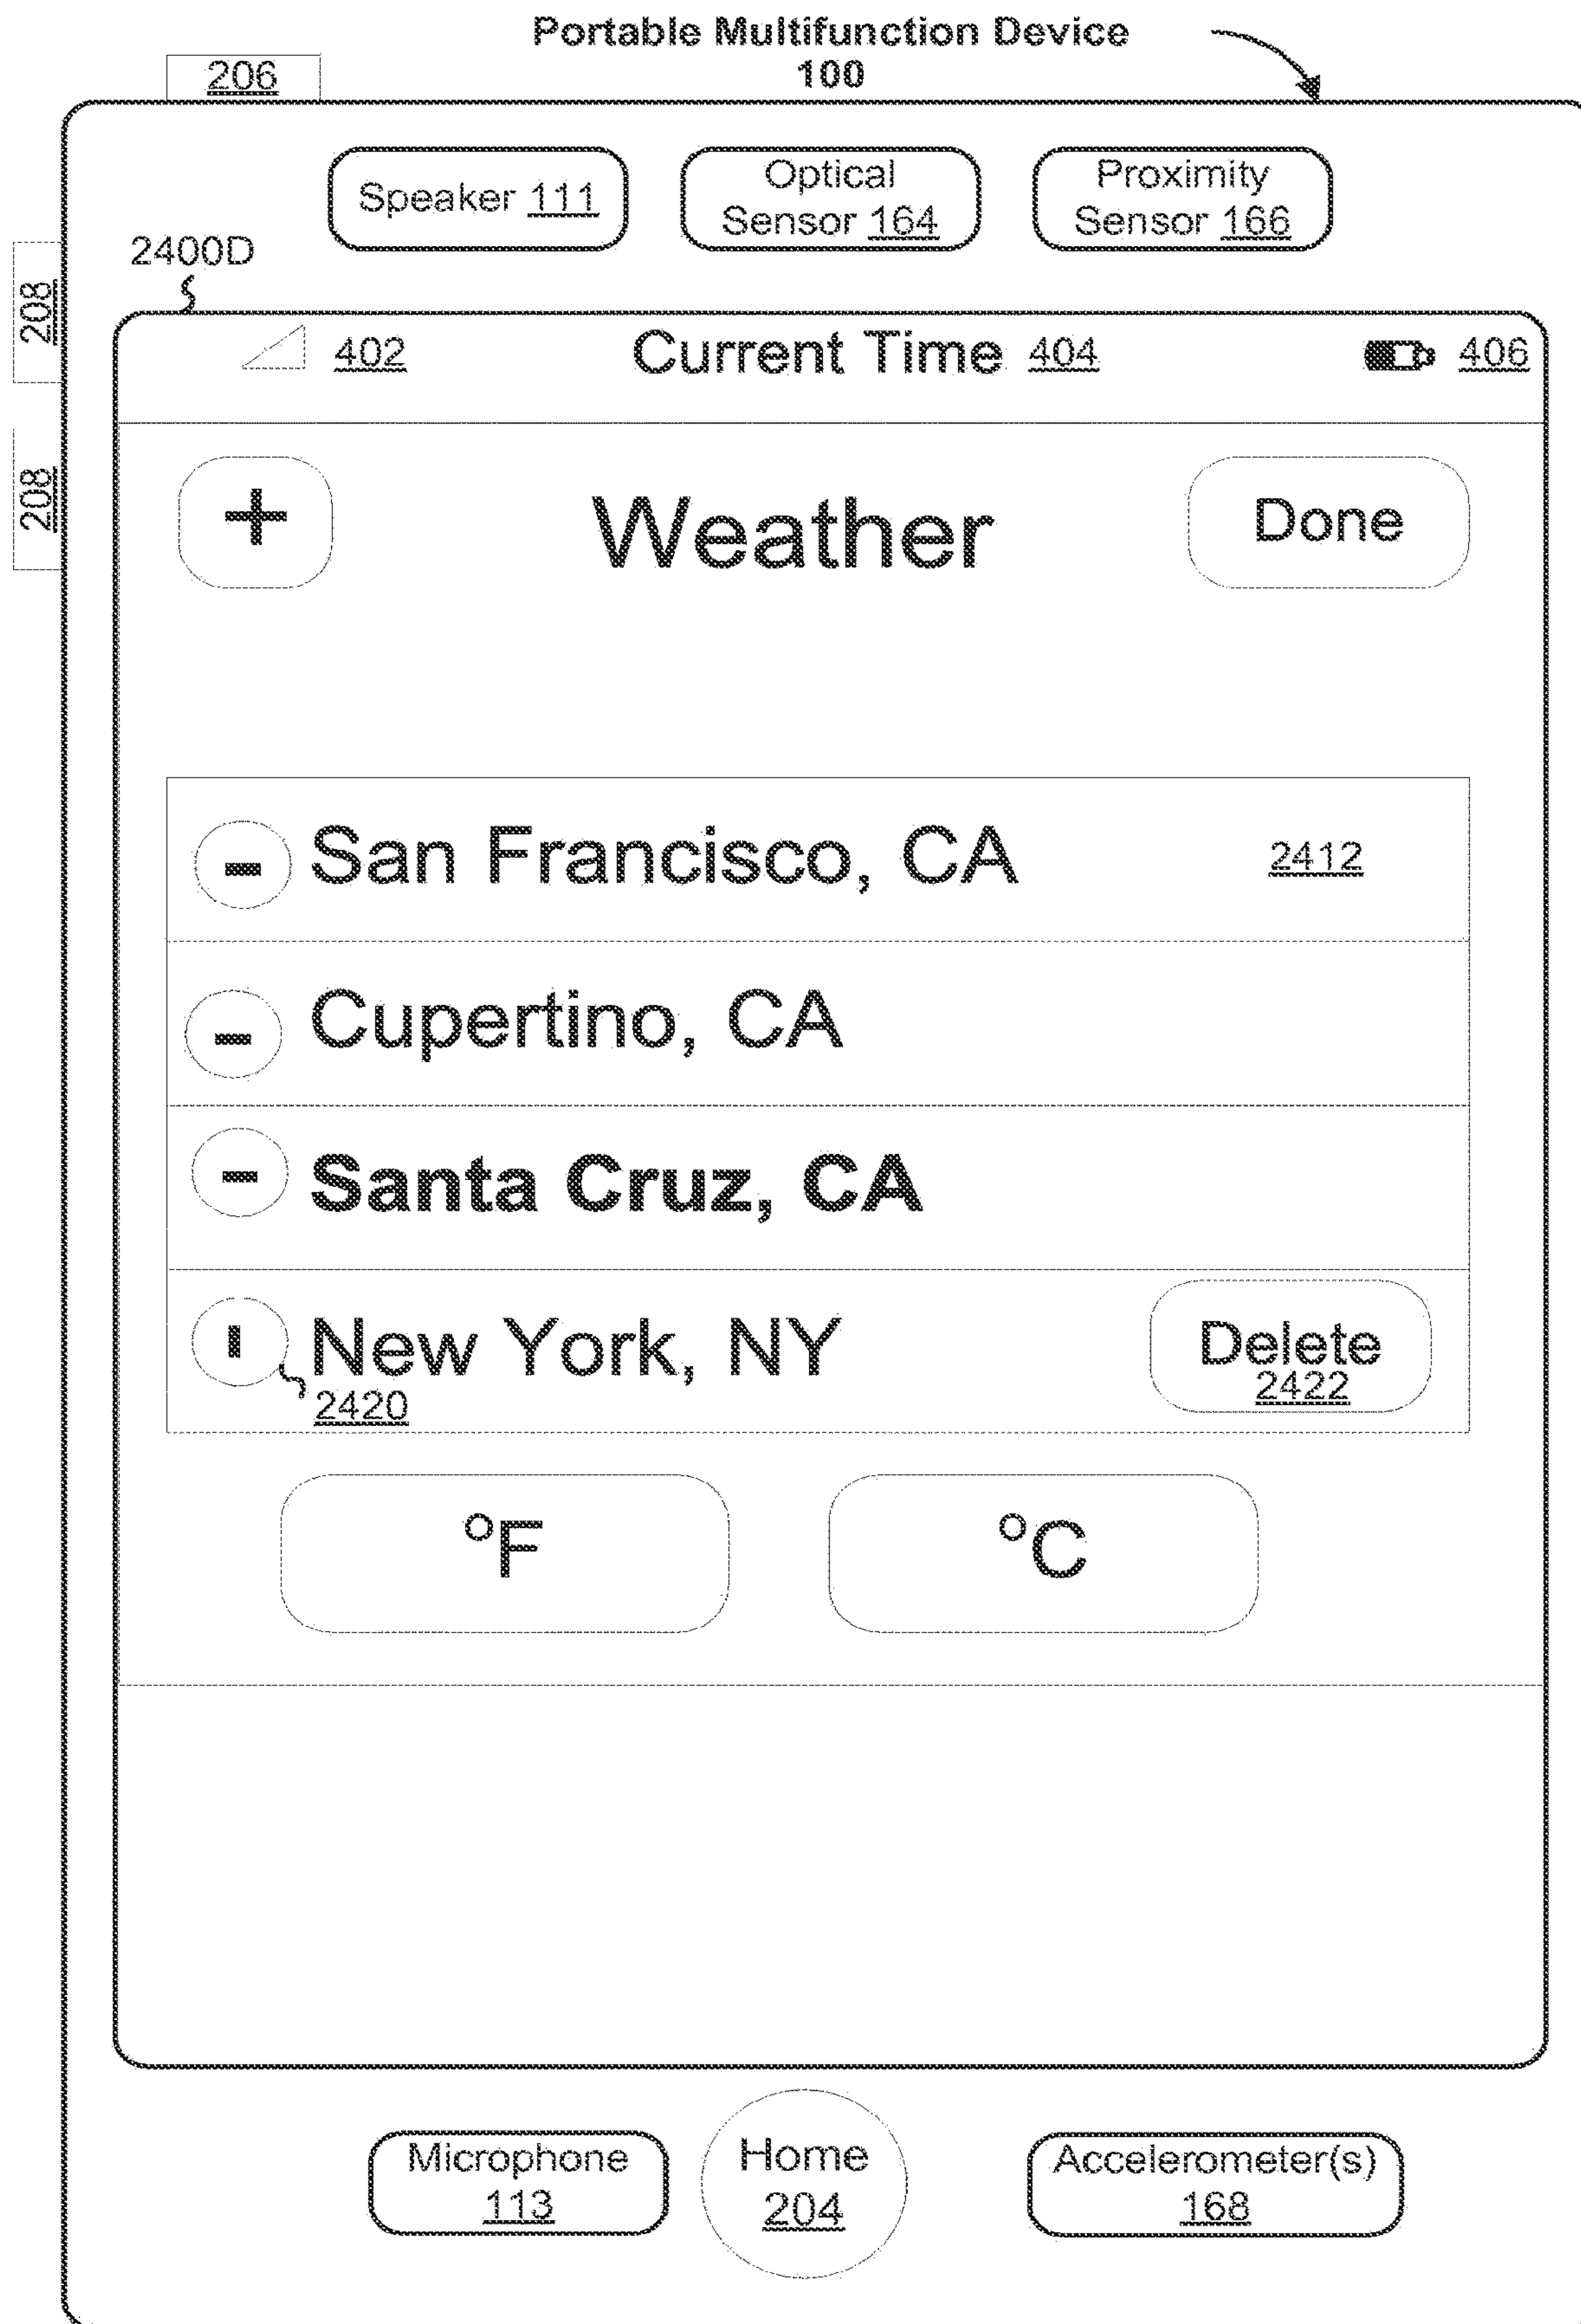 Portable Multifunction Device
100
206
Speaker 111
Optical
Sensor 164
Proximity
Sensor 166
2400D
208
208
402
Current Time 404
406
+
Weather
Done
- San Francisco, CA
2412
- Cupertino, CA
- Santa Cruz, CA
New York, NY
2420
Delete
2422
°F
°C
Microphone
113
Home
204
Accelerometer(s)
168